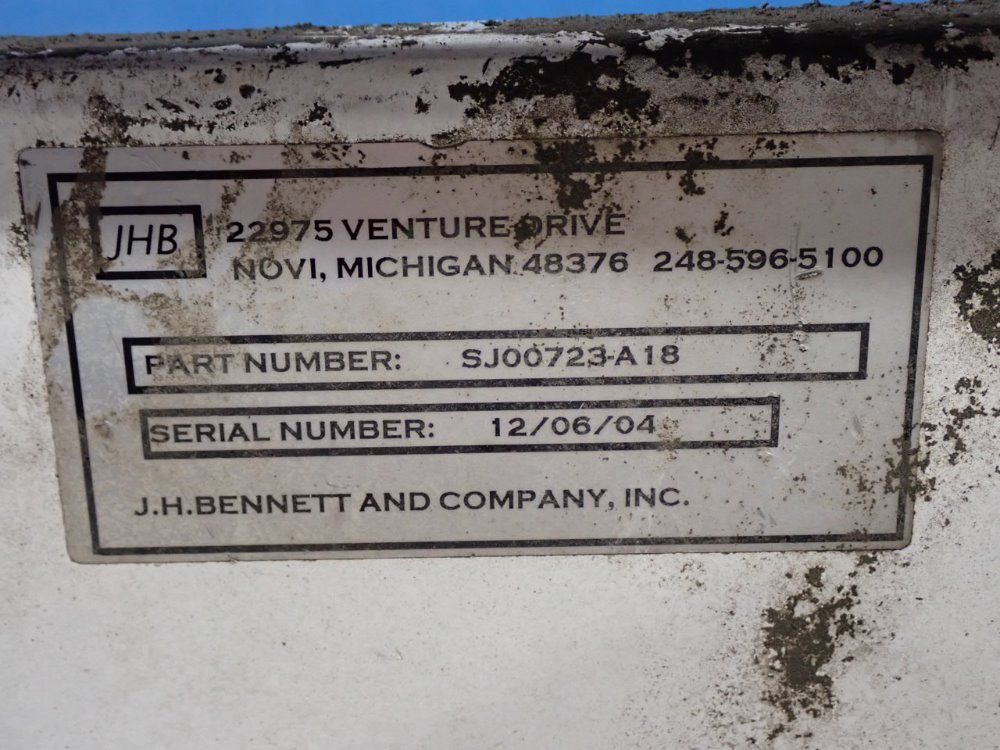 JHB
22975 VENTURE DRIVE
NOVI, MICHIGAN 48376 248-596-5100
PART NUMBER: SJ00723-A18
SERIAL NUMBER: 12/06/04
J.H.BENNETT AND COMPANY, INC.